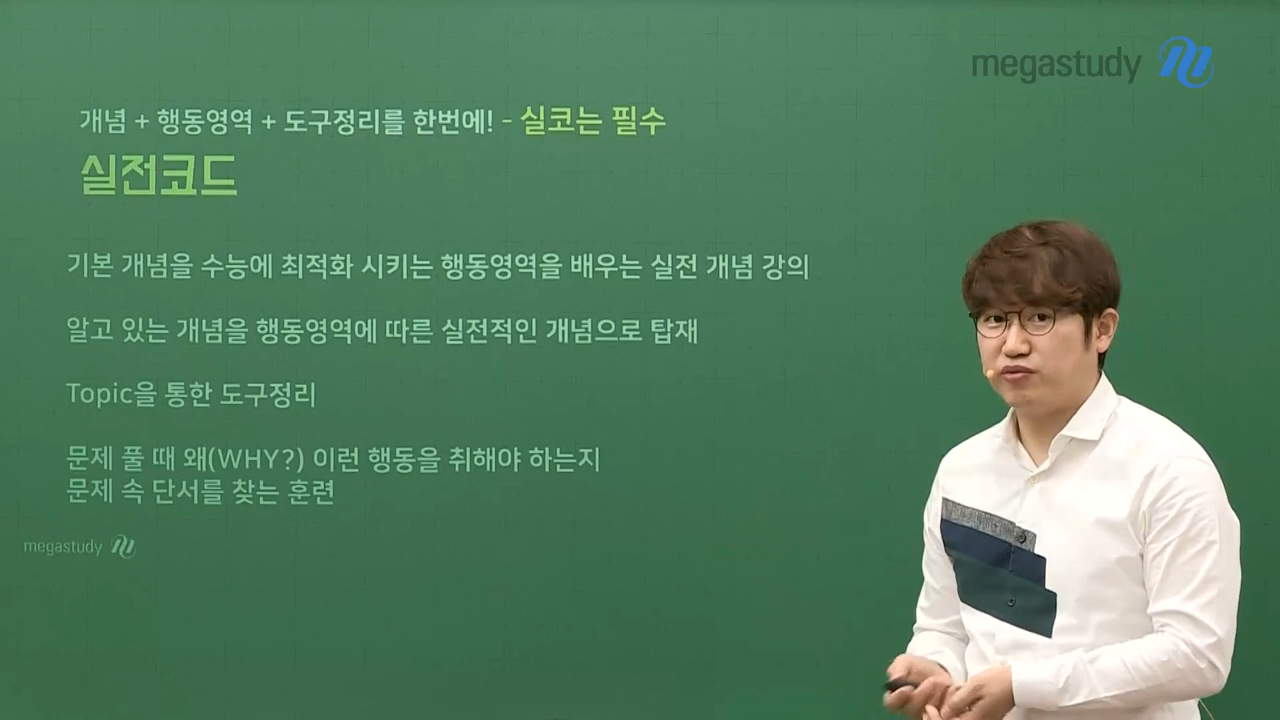 megastudy
개념 + 행동영역 + 도구정리를 한번에! - 실코는 필수
실전코드
기본 개념을 수능에 최적화 시키는 행동영역을 배우는 실전 개념 강의
알고 있는 개념을 행동영역에 따른 실전적인 개념으로 탑재
Topic을 통한 도구정리
문제 풀 때 왜(WHY?) 이런 행동을 취해야 하는지
문제 속 단서를 찾는 훈련
megastudy